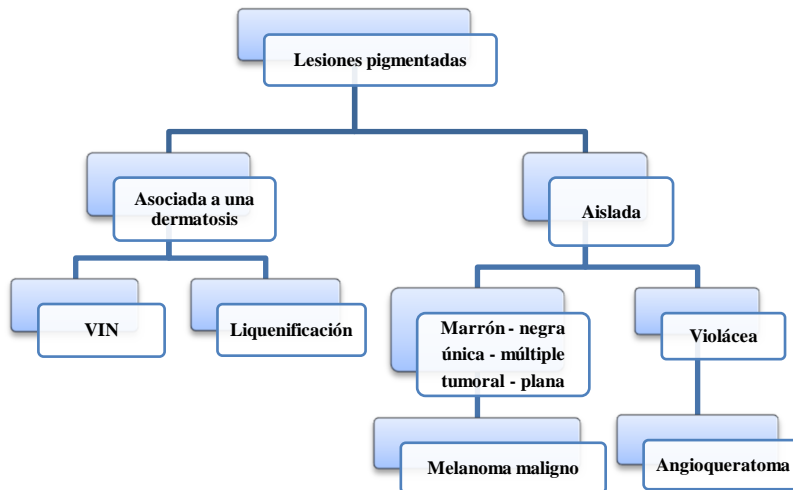 Lesiones pigmentadas
Asociada a una
dermatosis
Aislada
VIN
Liquenificación
Marrón - negra
única - múltiple
tumoral - plana
Violácea
Melanoma maligno
Angioqueratoma